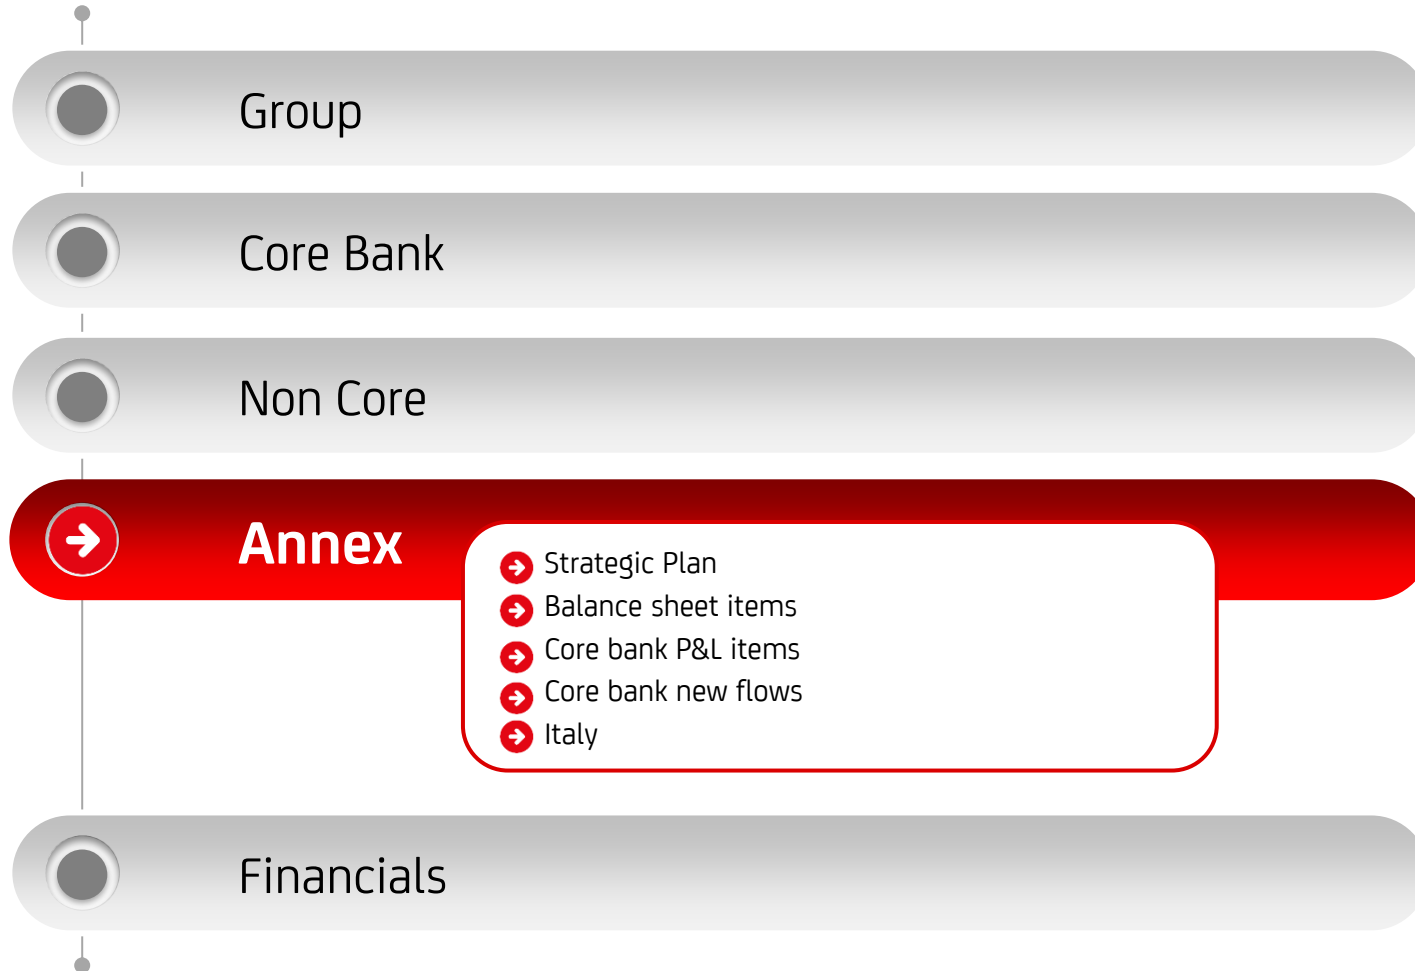 Group
Core Bank
Non Core
Annex
Strategic Plan
Balance sheet items
Core bank P&L items
Core bank new flows
Italy
Financials